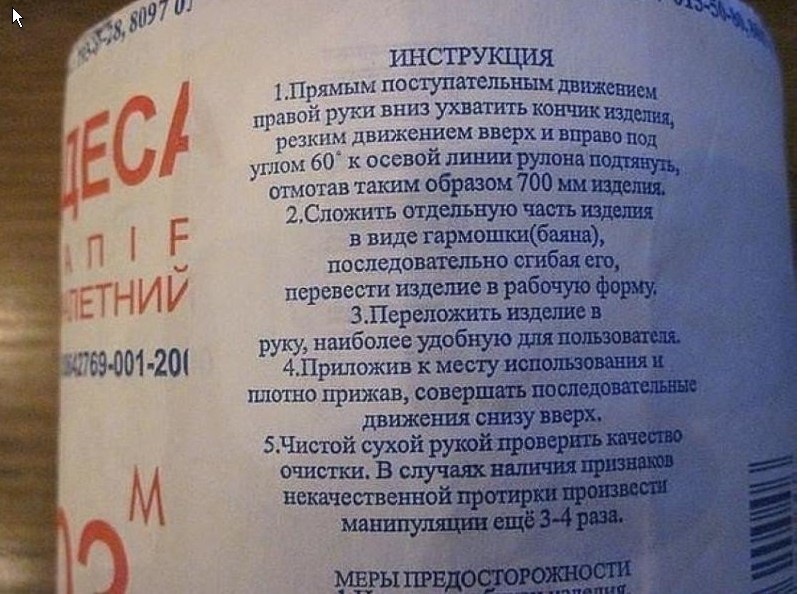 8097
ДЕСА
ИНСТРУКЦИЯ
1.Прямым поступательным движением
правой руки вниз ухватить кончик изделия,
резким движением вверх и вправо под
углом 60° к осевой линии рулона подтянуть,
отмотав таким образом 700 мм изделия.
2.Сложить отдельную часть изделия
в виде гармошки(баяна),
последовательно сгибая его,
перевести изделие в рабочую форму.
3.Переложить изделие в
руку, наиболее удобную для пользователя.
4.Приложив к месту использования и
плотно прижав, совершать последовательные
движения снизу вверх.
5.Чистой сухой рукой проверить качество
очистки. В случаях наличия признаков
некачественной протирки произвести
манипуляции ещё 3-4 раза.
МЕРЫ ПРЕДОСТОРОЖНОСТИ
изделия
АПІР
ЛЕТНИЙ
42769-001-200
М